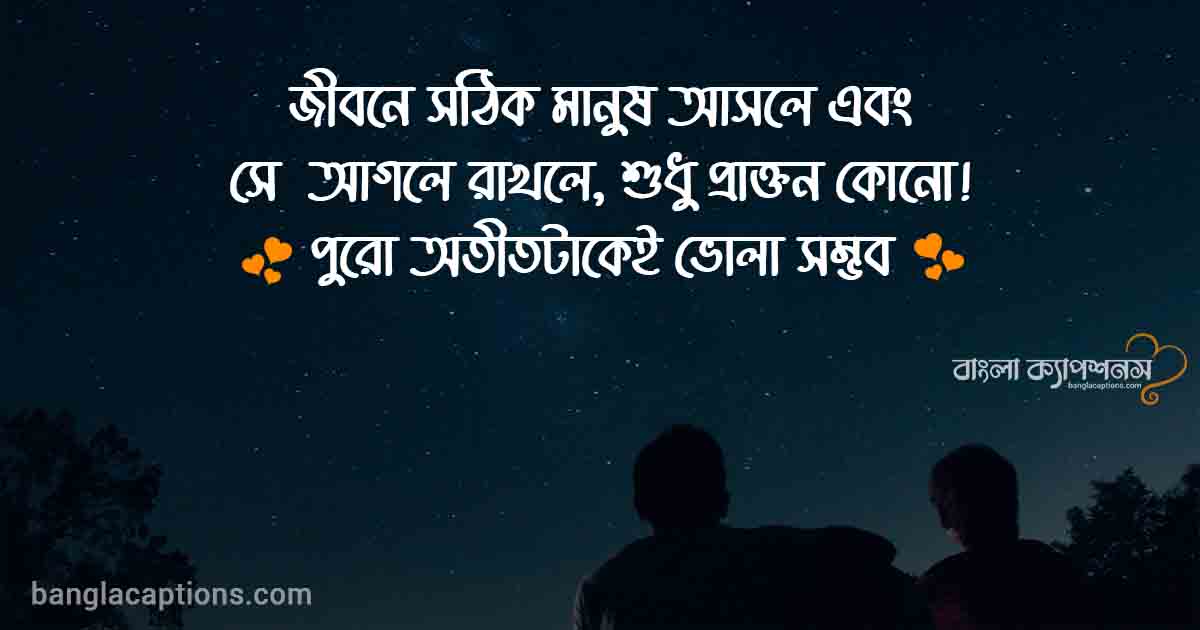 জীবনে সঠিক মানুষ আসলে এবং
সে আগলে রাখলে, শুধু প্রাক্তন কোনো!
পুরো অতীতটাকেই ভোলা সম্ভব
বাংলা ক্যাপশনস
banglacaptions.com
banglacaptions.com